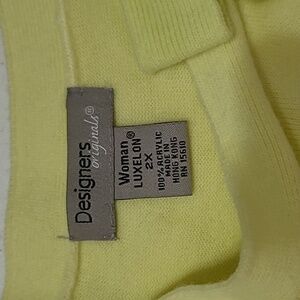 Designers
originals®
Woman
LUXELON®
2X
100% ACRYLIC
MADE IN
HONG KONG
RN 15610